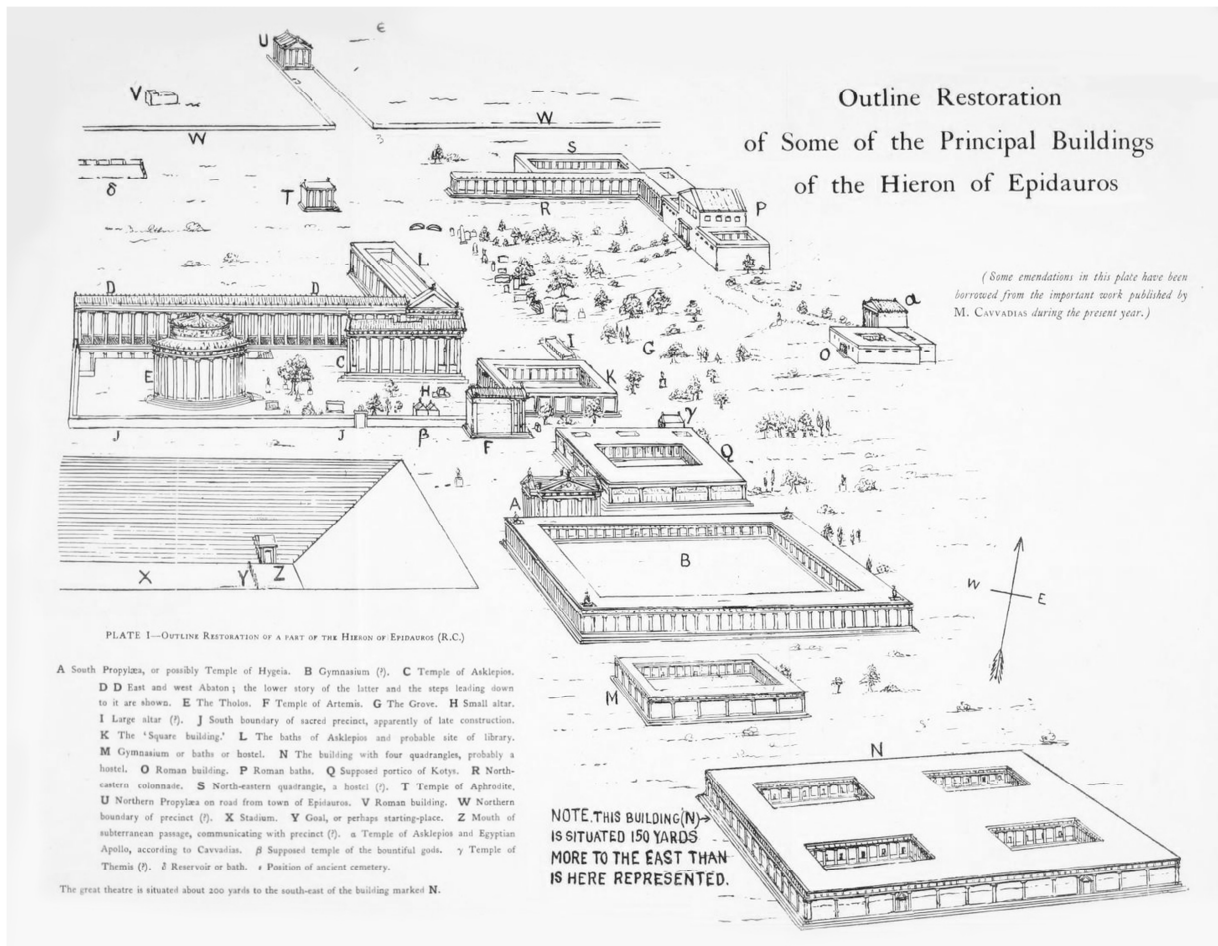 Outline Restoration
of Some of the Principal Buildings
of the Hieron of Epidauros
(Some emendations in this plate have been
borrowed from the important work published by
M. CAVVADIAS during the present year.)
U
ε
V
W
W
δ
T
S
R
P
L
D
D
α
O
C
E
I
G
K
H
J
J
β
F
γ
Q
A
B
X
Y
Z
W
E
M
N
NOTE. THIS BUILDING (N)→
IS SITUATED 150 YARDS
MORE TO THE EAST THAN
IS HERE REPRESENTED.
PLATE I—OUTLINE RESTORATION OF A PART OF THE HIERON OF EPIDAUROS (R.C.)
A South Propylæa, or possibly Temple of Hygeia. B Gymnasium (?). C Temple of Asklepios.
D D East and west Abaton; the lower story of the latter and the steps leading down
to it are shown. E The Tholos. F Temple of Artemis. G The Grove. H Small altar.
I Large altar (?). J South boundary of sacred precinct, apparently of late construction.
K The 'Square building.' L The baths of Asklepios and probable site of library.
M Gymnasium or baths or hostel. N The building with four quadrangles, probably a
hostel. O Roman building. P Roman baths. Q Supposed portico of Kotys. R North-
eastern colonnade. S North-eastern quadrangle, a hostel (?). T Temple of Aphrodite.
U Northern Propylæa on road from town of Epidauros. V Roman building. W Northern
boundary of precinct (?). X Stadium. Y Goal, or perhaps starting-place. Z Mouth of
subterranean passage, communicating with precinct (?). α Temple of Asklepios and Egyptian
Apollo, according to Cavvadias. β Supposed temple of the bountiful gods. γ Temple of
Themis (?). δ Reservoir or bath. ε Position of ancient cemetery.
The great theatre is situated about 200 yards to the south-east of the building marked N.